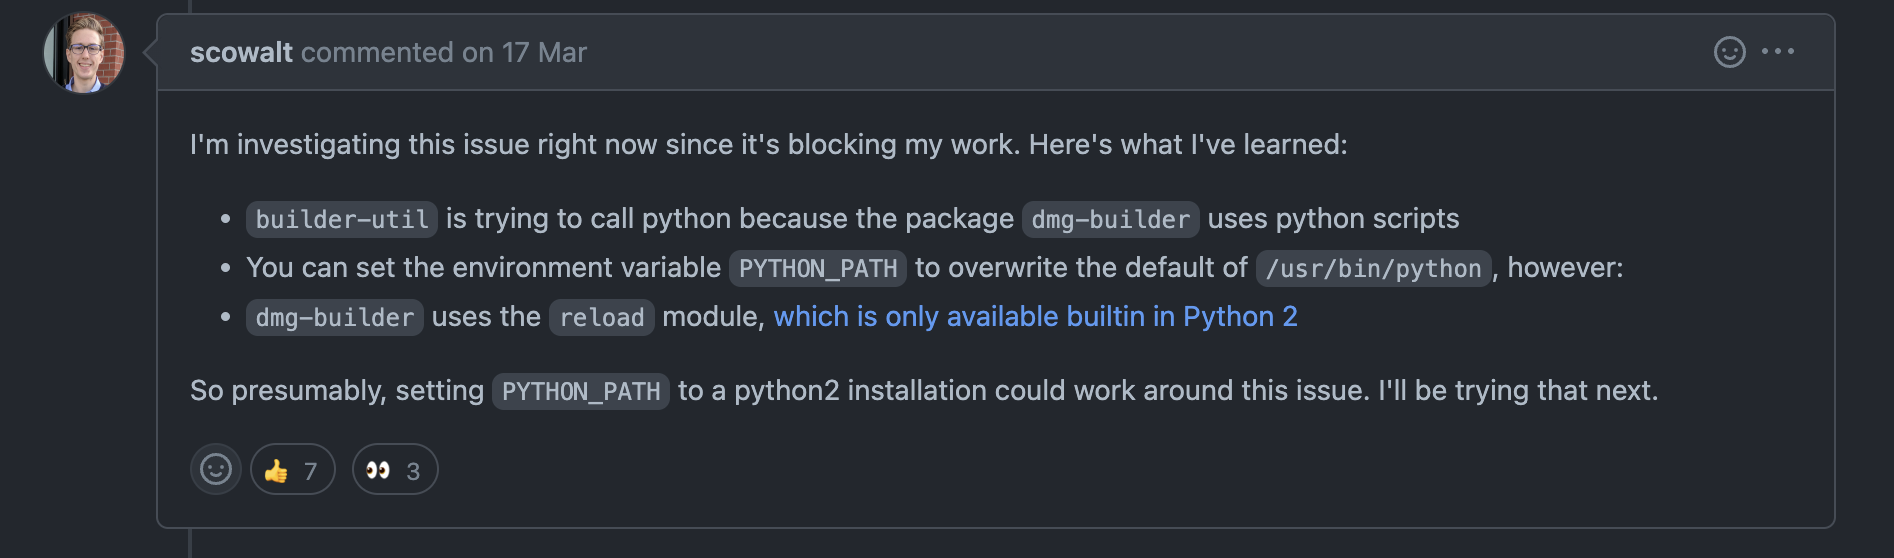 scowalt commented on 17 Mar
I'm investigating this issue right now since it's blocking my work. Here's what I've learned:
• builder-util is trying to call python because the package dmg-builder uses python scripts
• You can set the environment variable PYTHON_PATH to overwrite the default of /usr/bin/python, however:
• dmg-builder uses the reload module, which is only available builtin in Python 2
So presumably, setting PYTHON_PATH to a python2 installation could work around this issue. I'll be trying that next.
👍 7 👀 3